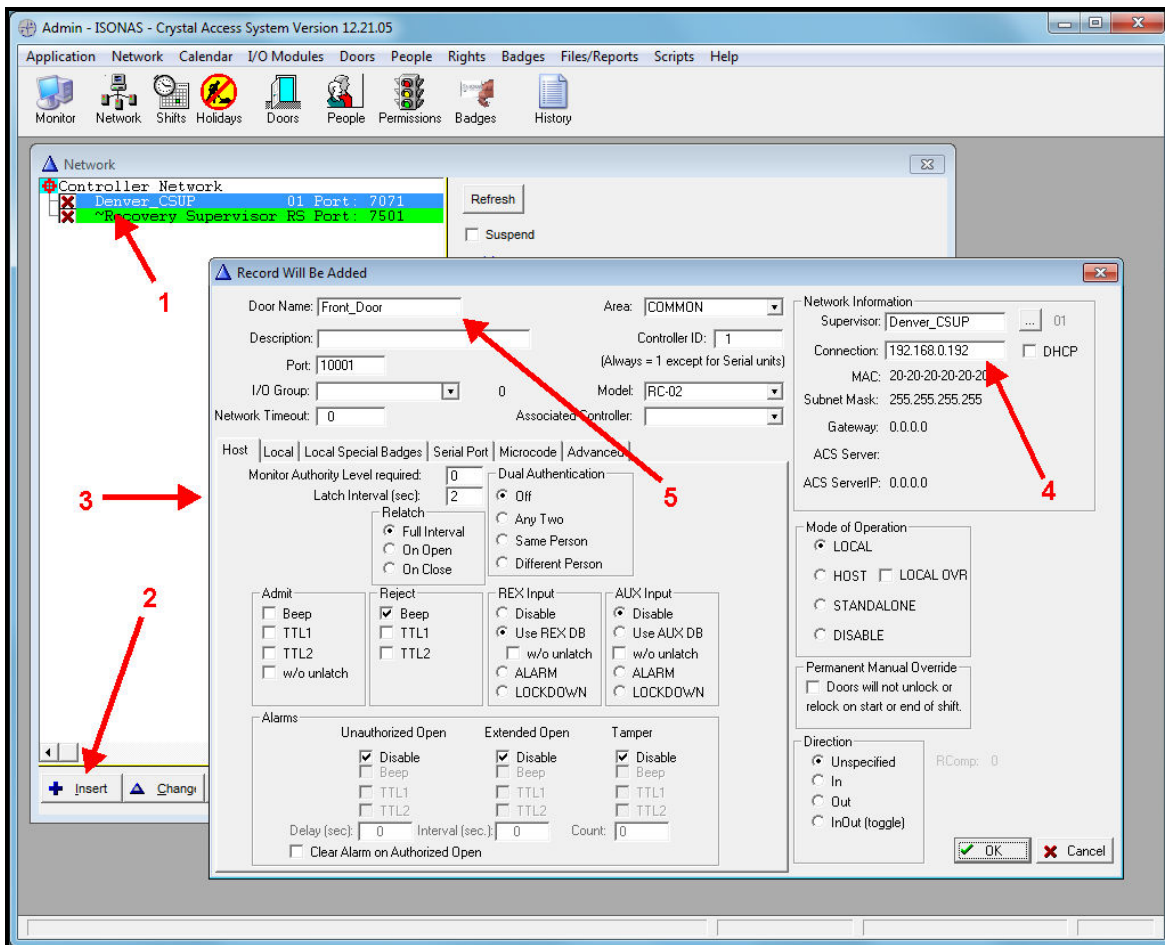 Admin - ISONAS - Crystal Access System Version 12.21.05
Application Network Calendar I/O Modules Doors People Rights Badges Files/Reports Scripts Help
Monitor Network Shifts Holidays Doors People Permissions Badges History
Network
Controller Network
Denver_CSUP 01 Port: 7071
~Recovery Supervisor RS Port: 7501
Refresh
Suspend
1
Record Will Be Added
Door Name: Front_Door
Area: COMMON
Description:
Controller ID: 1
Port: 10001
(Always = 1 except for Serial units)
I/O Group: 0
Model: RC-02
Network Timeout: 0
Associated Controller:
Network Information
Supervisor: Denver_CSUP ... 01
Connection: 192.168.0.192 DHCP
MAC: 20-20-20-20-20-20
Subnet Mask: 255.255.255.255
Gateway: 0.0.0.0
ACS Server:
ACS ServerIP: 0.0.0.0
4
5
3
2
Host Local Local Special Badges Serial Port Microcode Advanced
Monitor Authority Level required: 0
Latch Interval (sec): 2
Relatch
Full Interval
On Open
On Close
Dual Authentication
Off
Any Two
Same Person
Different Person
Admit
Beep
TTL1
TTL2
w/o unlatch
Reject
Beep
TTL1
TTL2
REX Input
Disable
Use REX DB
w/o unlatch
ALARM
LOCKDOWN
AUX Input
Disable
Use AUX DB
w/o unlatch
ALARM
LOCKDOWN
Alarms
Unauthorized Open Extended Open Tamper
Disable Disable Disable
Beep Beep Beep
TTL1 TTL1 TTL1
TTL2 TTL2 TTL2
Delay (sec): 0 Interval (sec.): 0 Count: 0
Clear Alarm on Authorized Open
Mode of Operation
LOCAL
HOST LOCAL OVR
STANDALONE
DISABLE
Permanent Manual Override
Doors will not unlock or
relock on start or end of shift.
Direction
Unspecified
In
Out
InOut (toggle)
RComp: 0
OK Cancel
Insert Chang